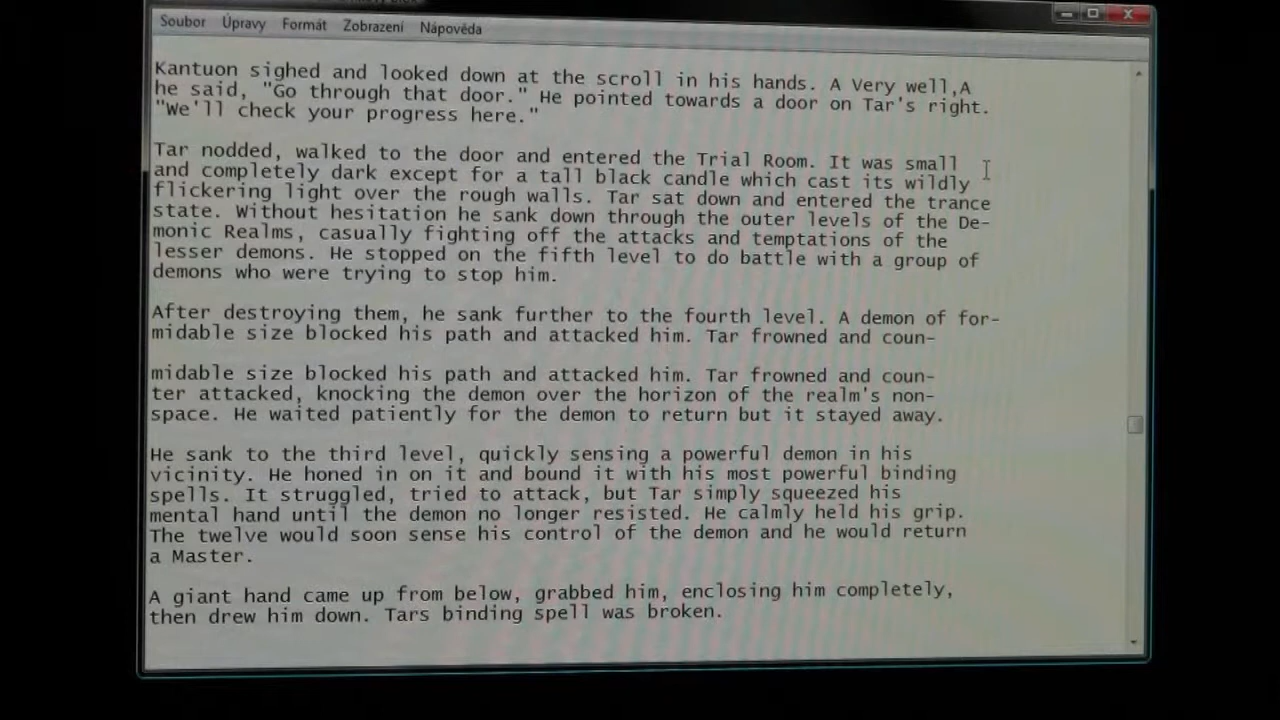 Soubor Úpravy Formát Zobrazení Nápověda
Kantuon sighed and looked down at the scroll in his hands. A Very well,A
he said, "Go through that door." He pointed towards a door on Tar's right.
"We'll check your progress here."
Tar nodded, walked to the door and entered the Trial Room. It was small
and completely dark except for a tall black candle which cast its wildly
flickering light over the rough walls. Tar sat down and entered the trance
state. Without hesitation he sank down through the outer levels of the De-
monic Realms, casually fighting off the attacks and temptations of the
lesser demons. He stopped on the fifth level to do battle with a group of
demons who were trying to stop him.
After destroying them, he sank further to the fourth level. A demon of for-
midable size blocked his path and attacked him. Tar frowned and coun-
midable size blocked his path and attacked him. Tar frowned and coun-
ter attacked, knocking the demon over the horizon of the realm's non-
space. He waited patiently for the demon to return but it stayed away.
He sank to the third level, quickly sensing a powerful demon in his
vicinity. He honed in on it and bound it with his most powerful binding
spells. It struggled, tried to attack, but Tar simply squeezed his
mental hand until the demon no longer resisted. He calmly held his grip.
The twelve would soon sense his control of the demon and he would return
a Master.
A giant hand came up from below, grabbed him, enclosing him completely,
then drew him down. Tars binding spell was broken.